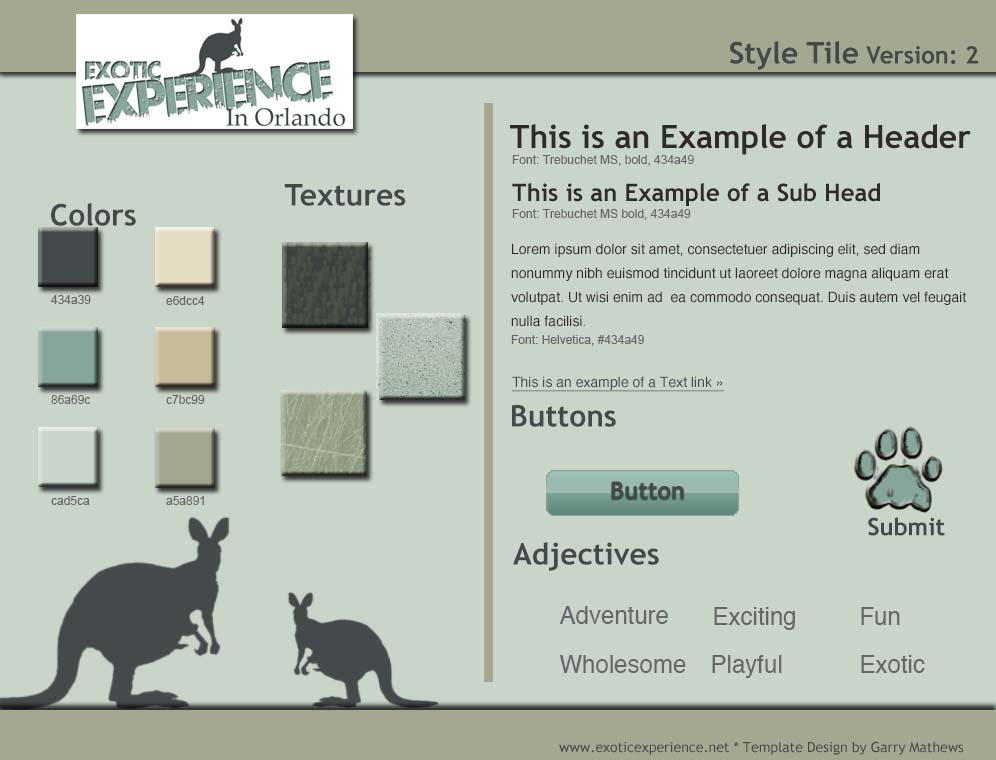 EXOTIC
EXPERIENCE
In Orlando
Style Tile Version: 2
Colors
434a39
e6dcc4
86a69c
c7bc99
cad5ca
a5a891
Textures
This is an Example of a Header
Font: Trebuchet MS, bold, 434a49
This is an Example of a Sub Head
Font: Trebuchet MS bold, 434a49
Lorem ipsum dolor sit amet, consectetuer adipiscing elit, sed diam
nonummy nibh euismod tincidunt ut laoreet dolore magna aliquam erat
volutpat. Ut wisi enim ad  ea commodo consequat. Duis autem vel feugait
nulla facilisi.
Font: Helvetica, #434a49
This is an example of a Text link »
Buttons
Button
Submit
Adjectives
Adventure Exciting Fun
Wholesome Playful Exotic
www.exoticexperience.net * Template Design by Garry Mathews